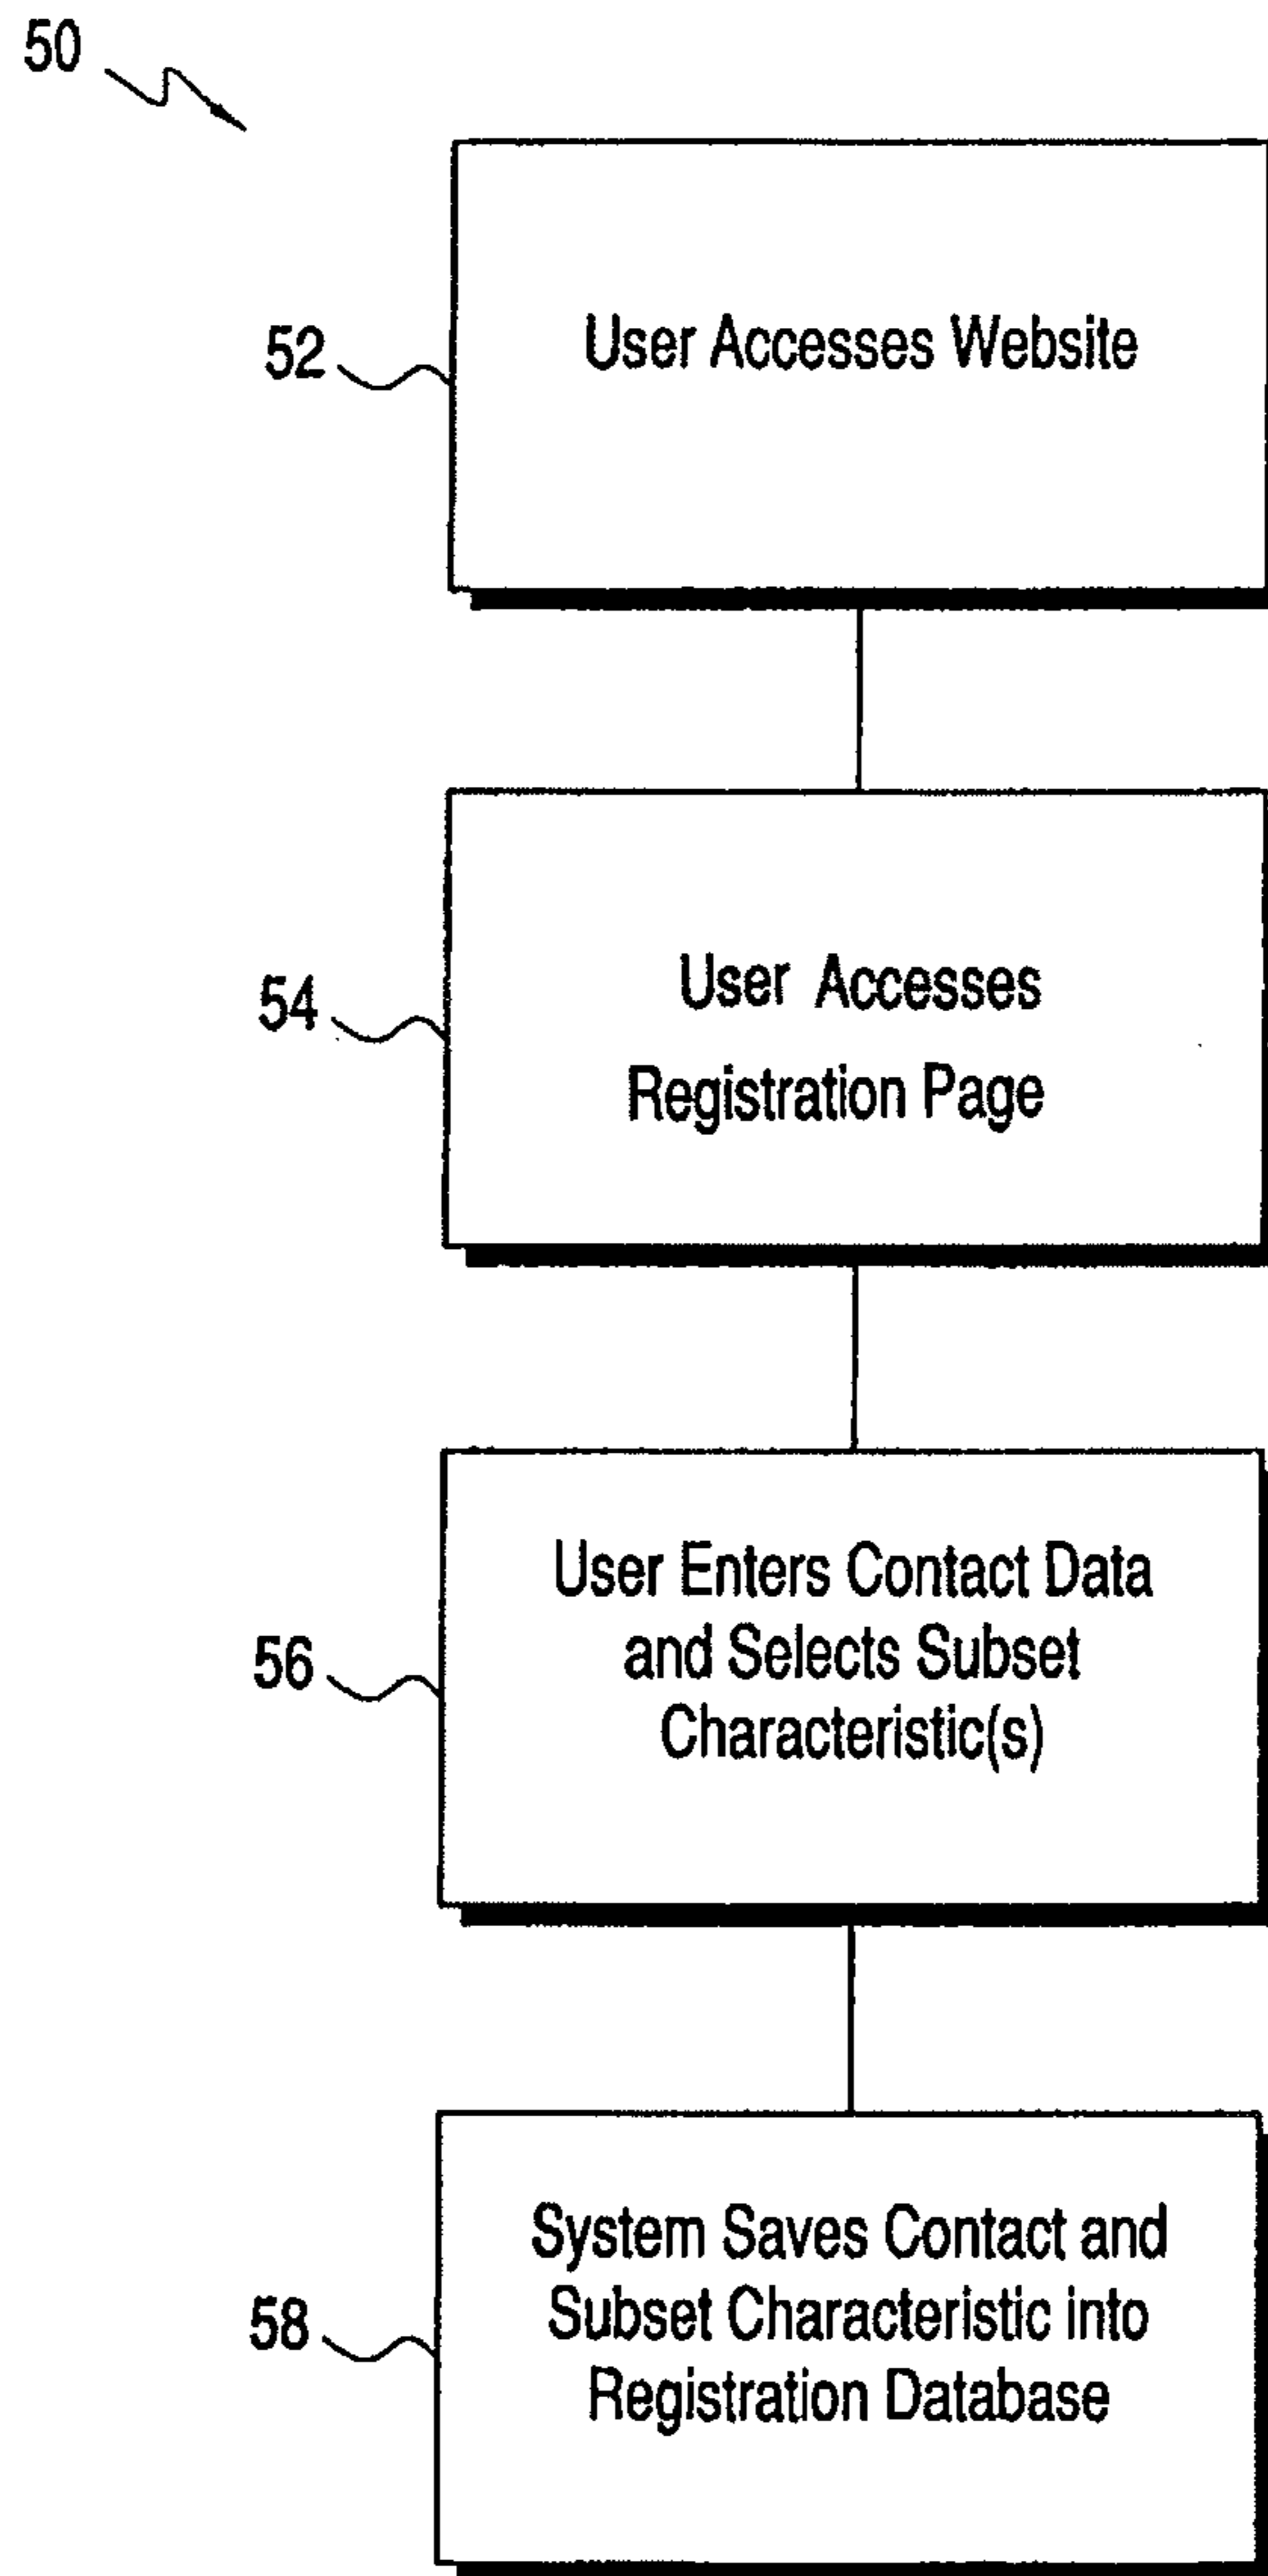 50
52
User Accesses Website
54
User Accesses
Registration Page
56
User Enters Contact Data
and Selects Subset
Characteristic(s)
58
System Saves Contact and
Subset Characteristic into
Registration Database